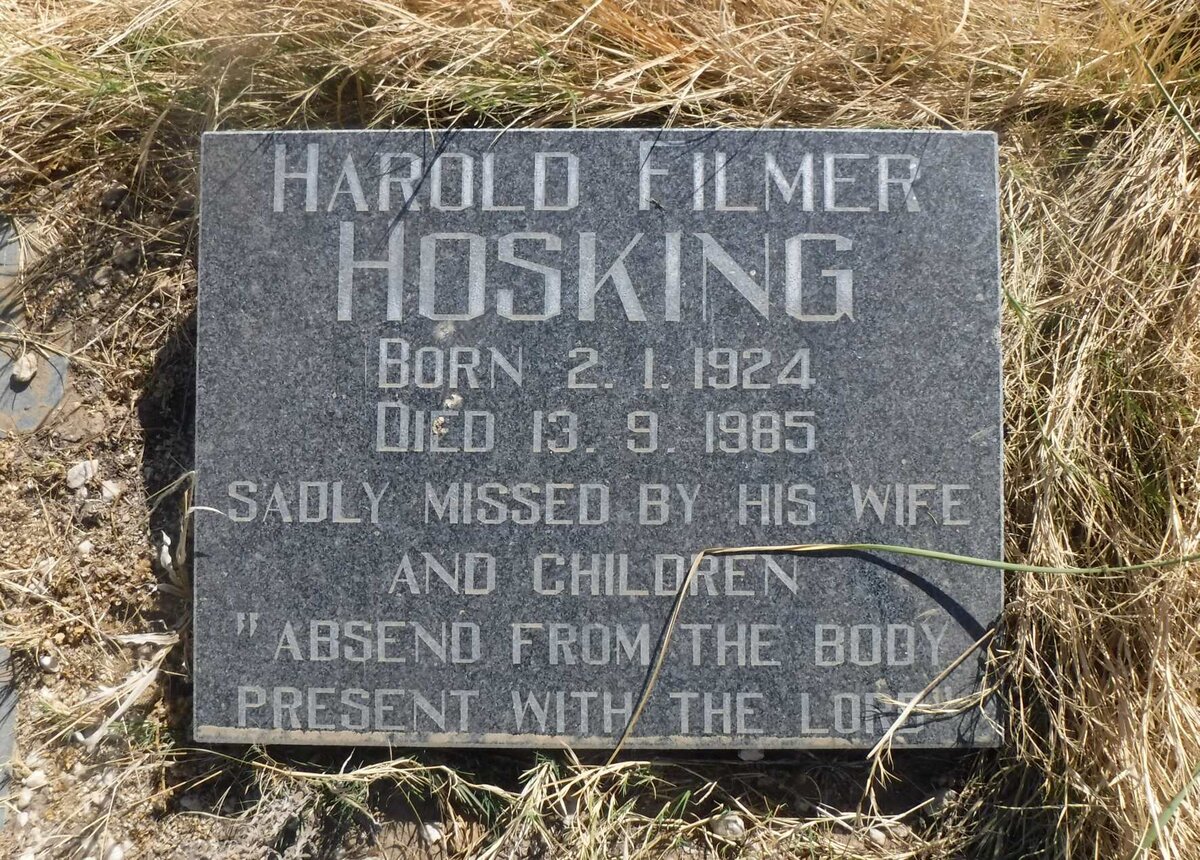 HAROLD FILMER
HOSKING
BORN 2. 1. 1924
DIED 13. 9. 1985
SADLY MISSED BY HIS WIFE
AND CHILDREN
"ABSEND FROM THE BODY
PRESENT WITH THE LORD"